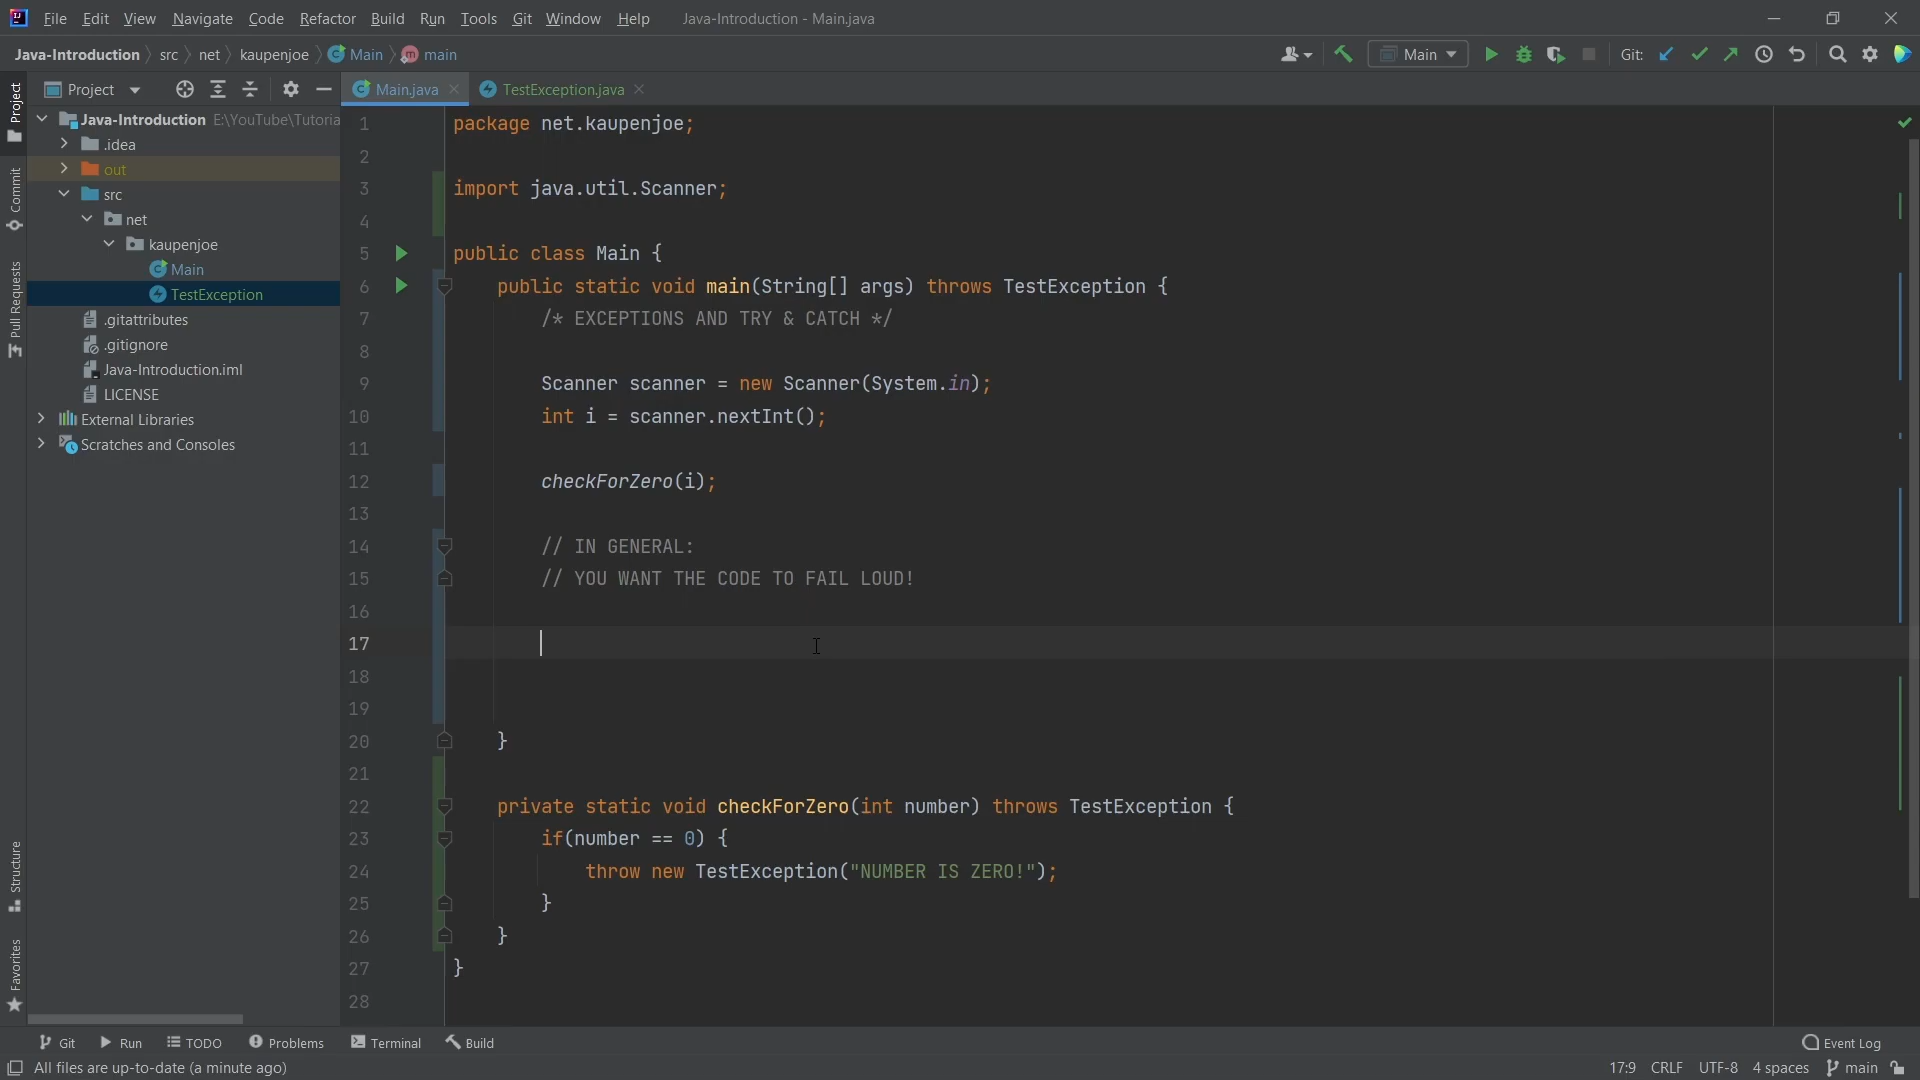 File Edit View Navigate Code Refactor Build Run Tools Git Window Help Java-Introduction - Main.java
Java-Introduction src net kaupenjoe Main main Main Git:
Project
Main.java TestException.java
Java-Introduction E:\YouTube\Tutoria
.idea
out
src
net
kaupenjoe
Main
TestException
.gitattributes
.gitignore
Java-Introduction.iml
LICENSE
External Libraries
Scratches and Consoles
Project
Commit
Pull Requests
Structure
Favorites
1 package net.kaupenjoe;
2
3 import java.util.Scanner;
4
5 public class Main {
6 public static void main(String[] args) throws TestException {
7 /* EXCEPTIONS AND TRY & CATCH */
8
9 Scanner scanner = new Scanner(System.in);
10 int i = scanner.nextInt();
11
12 checkForZero(i);
13
14 // IN GENERAL:
15 // YOU WANT THE CODE TO FAIL LOUD!
16
17
18
19
20 }
21
22 private static void checkForZero(int number) throws TestException {
23 if(number == 0) {
24 throw new TestException("NUMBER IS ZERO!");
25 }
26 }
27 }
28
Git Run TODO Problems Terminal Build Event Log
All files are up-to-date (a minute ago) 17:9 CRLF UTF-8 4 spaces main